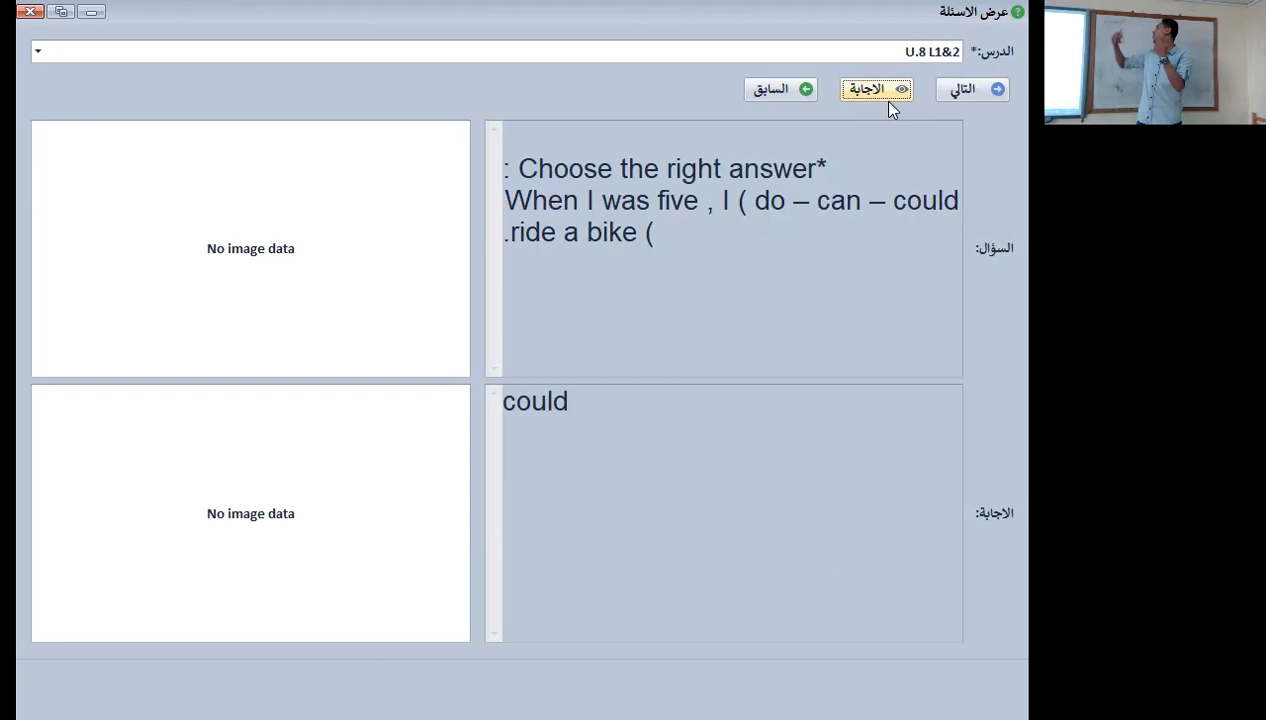 عرض الاسئلة
الدرس:*
U.8 L1&2
التالي
الاجابة
السابق
: Choose the right answer*
When I was five , I ( do – can – could
.ride a bike (
السؤال:
No image data
could
الاجابة:
No image data